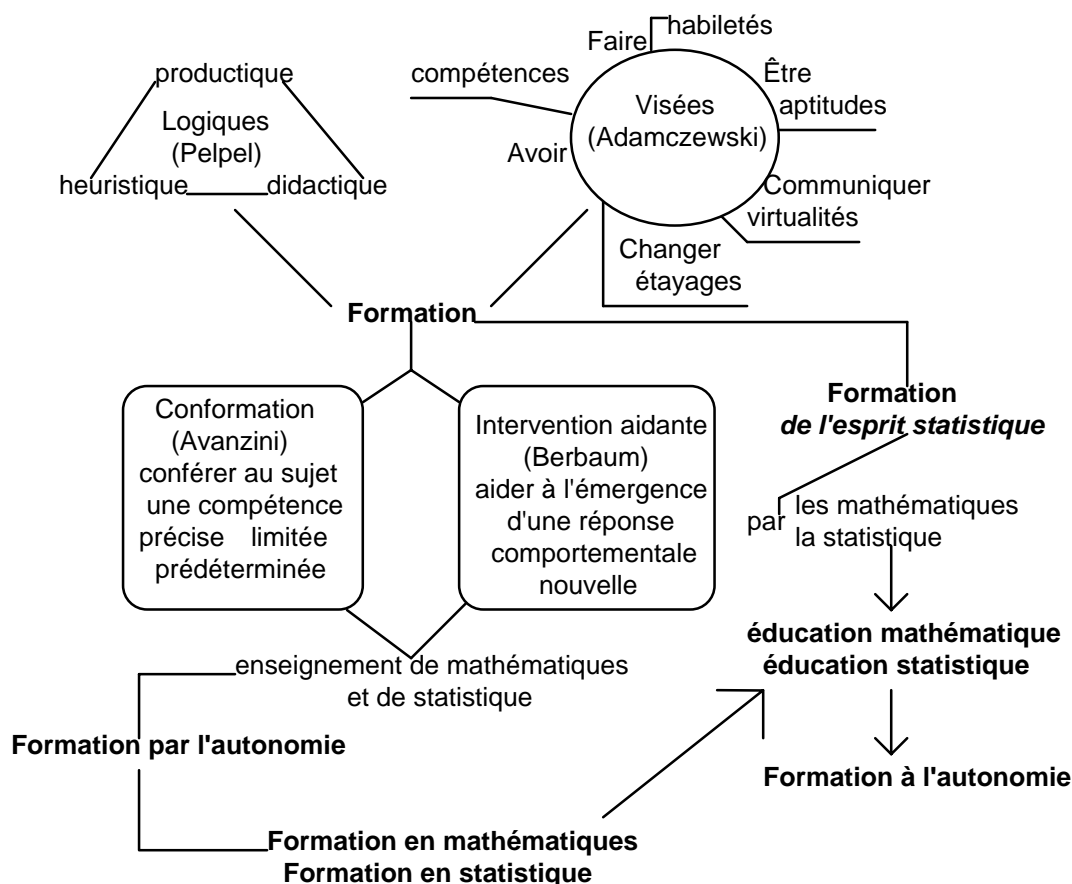 habiletés
Faire
productique
compétences
Être
aptitudes
Visées
(Adamczewski)
Logiques
(Pelpel)
Avoir
heuristique
didactique
Communiquer
virtualités
Changer
étayages
Formation
Conformation
(Avanzini)
conférer au sujet
une compétence
précise limitée
prédéterminée
Intervention aidante
(Berbaum)
aider à l'émergence
d'une réponse
comportementale
nouvelle
Formation
de l'esprit statistique
par
les mathématiques
la statistique
éducation mathématique
éducation statistique
enseignement de mathématiques
et de statistique
Formation par l'autonomie
Formation à l'autonomie
Formation en mathématiques
Formation en statistique